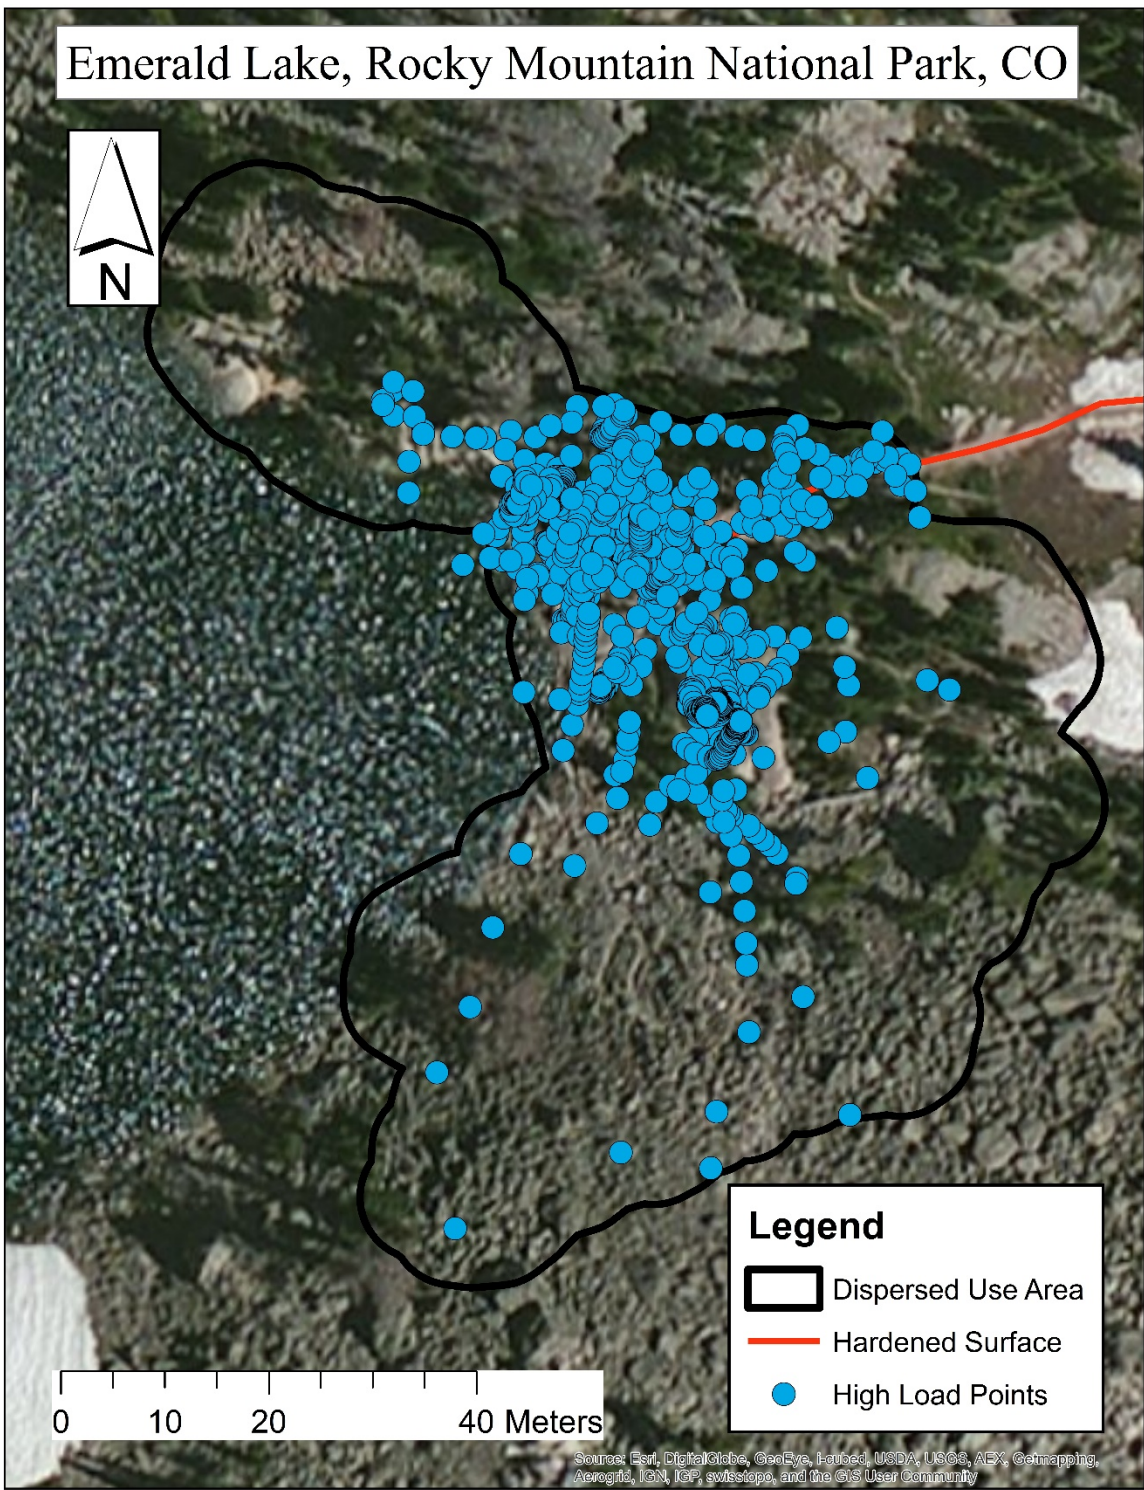 Emerald Lake, Rocky Mountain National Park, CO
N
Legend
Dispersed Use Area
Hardened Surface
High Load Points
0 10 20 40 Meters
Source: Esri, DigitalGlobe, GeoEye, i-cubed, USDA, USGS, AEX, Getmapping,
Aerogrid, IGN, IGP, swisstopo, and the GIS User Community